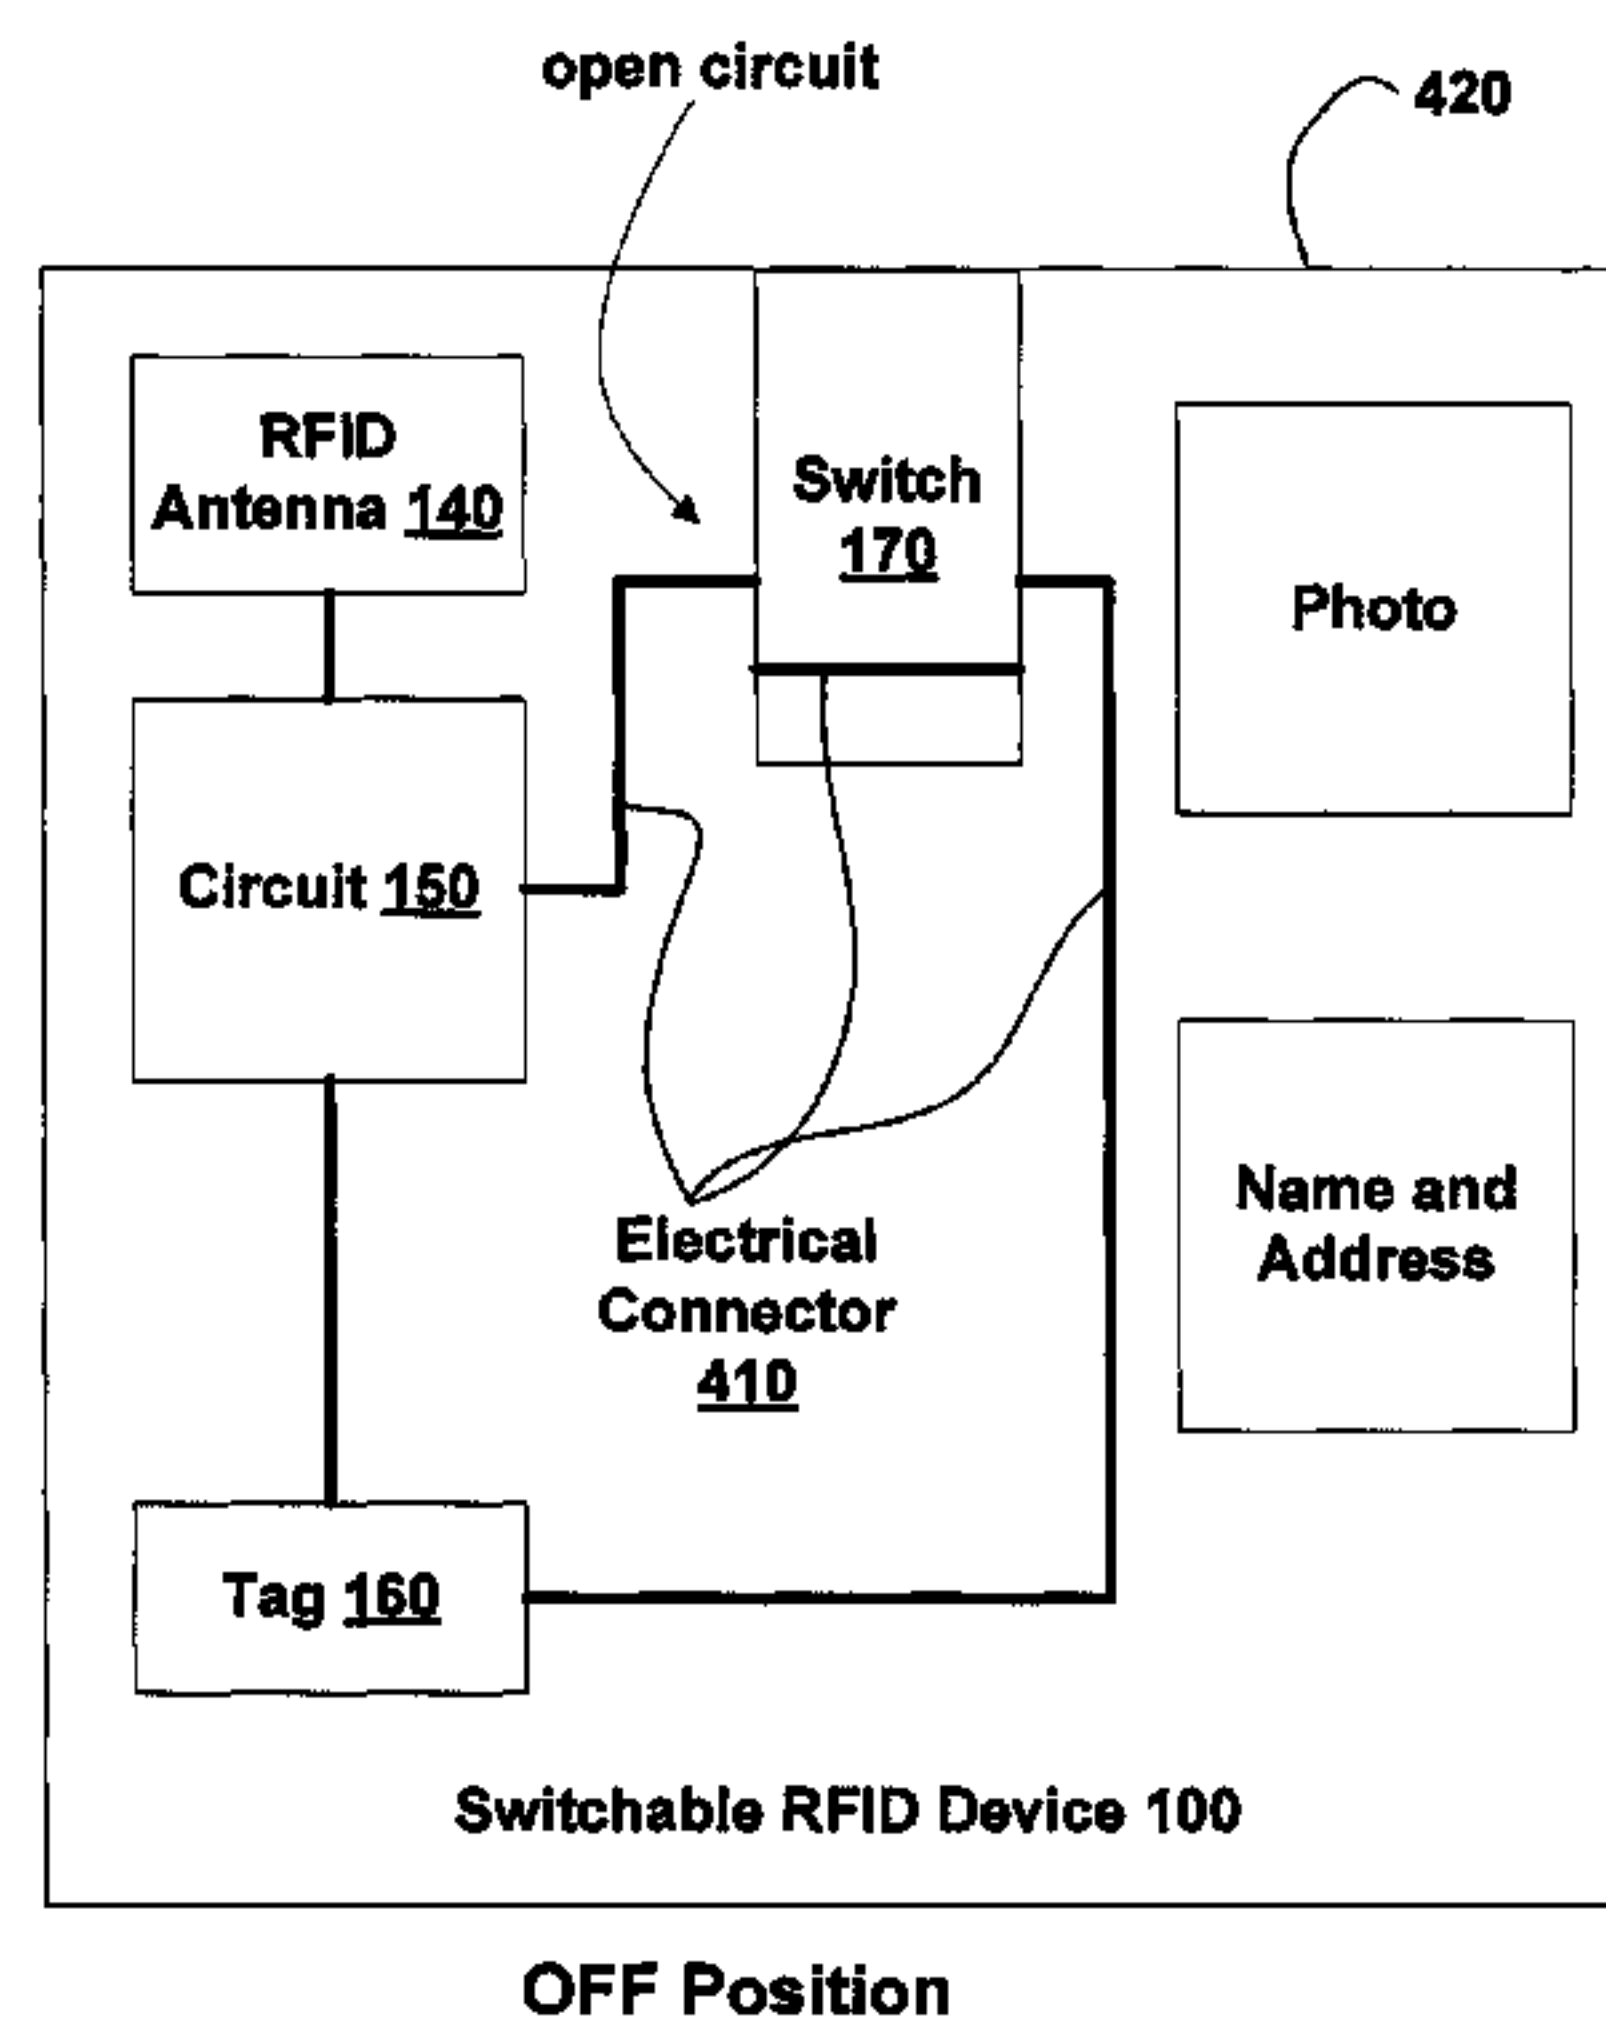 open circuit
420
RFID
Antenna 140
Switch
170
Photo
Circuit 150
Name and
Address
Electrical
Connector
410
Tag 160
Switchable RFID Device 100
OFF Position